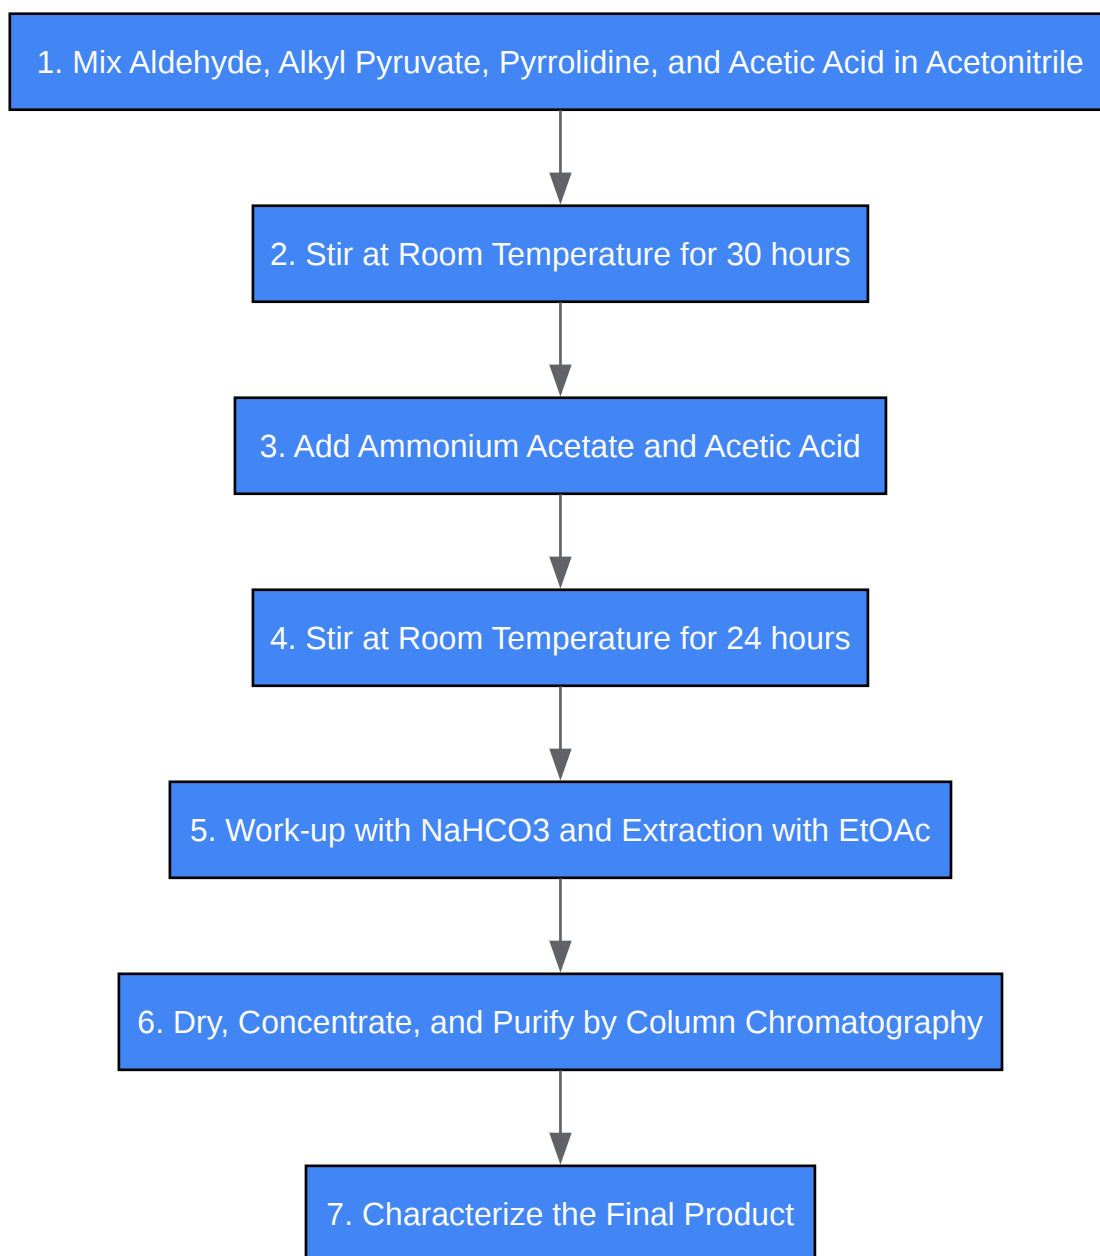 1. Mix Aldehyde, Alkyl Pyruvate, Pyrrolidine, and Acetic Acid in Acetonitrile
2. Stir at Room Temperature for 30 hours
3. Add Ammonium Acetate and Acetic Acid
4. Stir at Room Temperature for 24 hours
5. Work-up with NaHCO3 and Extraction with EtOAc
6. Dry, Concentrate, and Purify by Column Chromatography
7. Characterize the Final Product